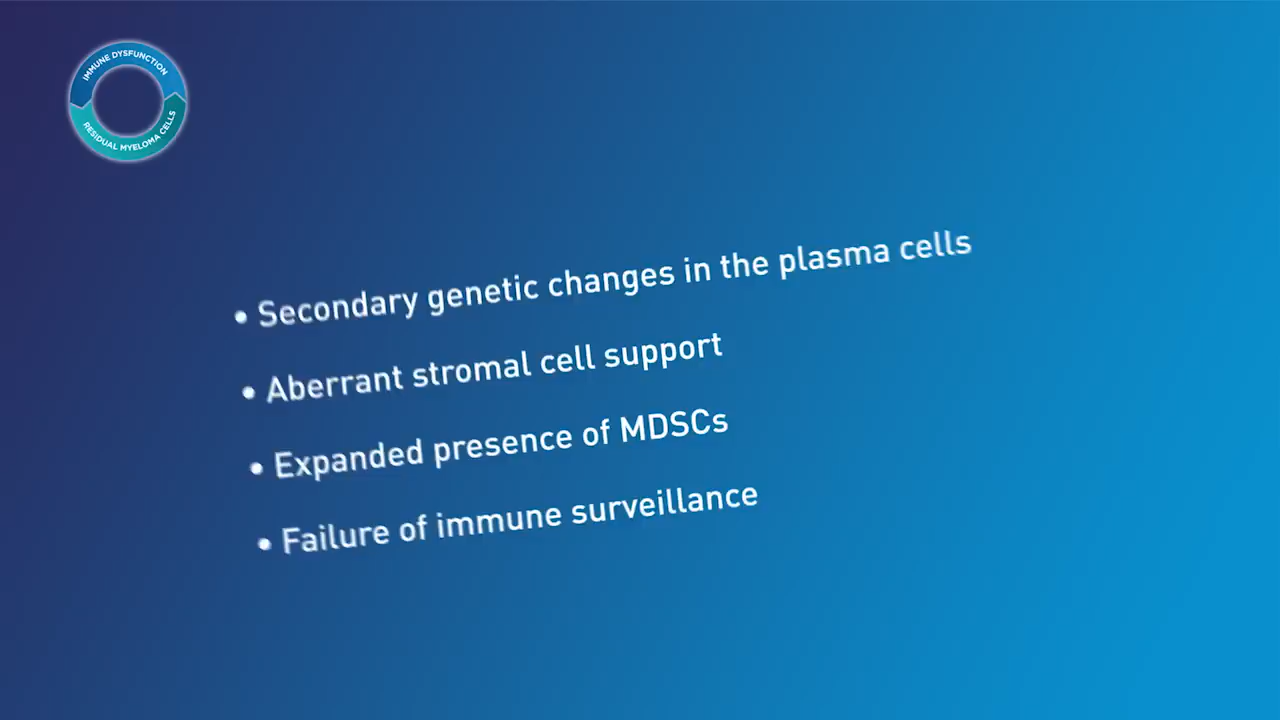 IMMUNE DYSFUNCTION
RESIDUAL MYELOMA CELLS
• Secondary genetic changes in the plasma cells
• Aberrant stromal cell support
• Expanded presence of MDSCs
• Failure of immune surveillance